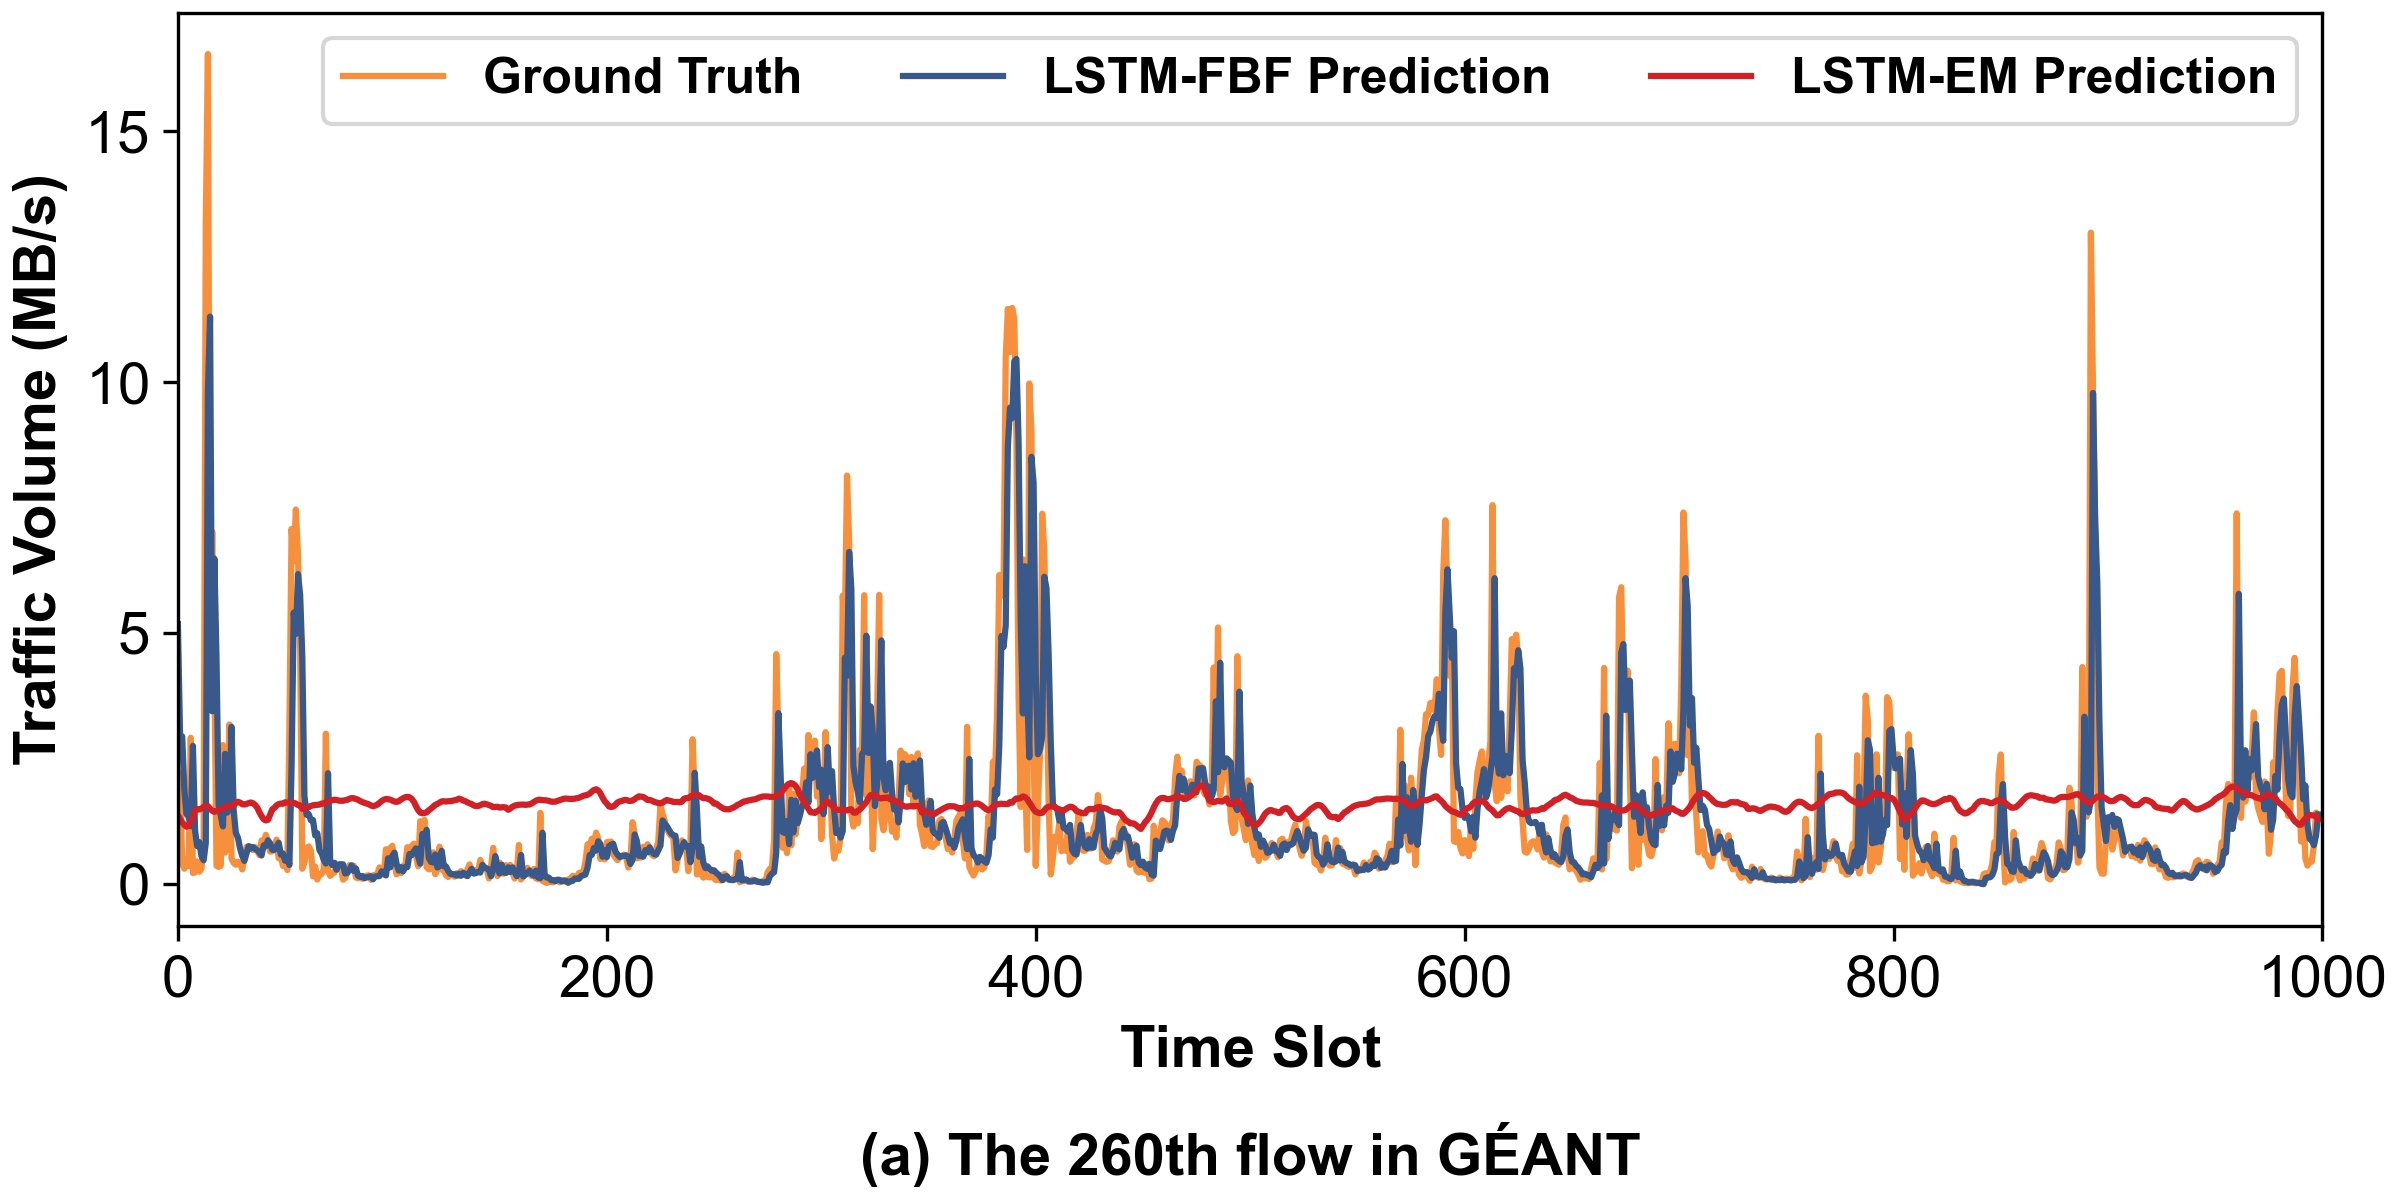 Ground Truth LSTM-FBF Prediction LSTM-EM Prediction
Traffic Volume (MB/s)
15
10
5
0
0 200 400 600 800 1000
Time Slot
(a) The 260th flow in GÉANT